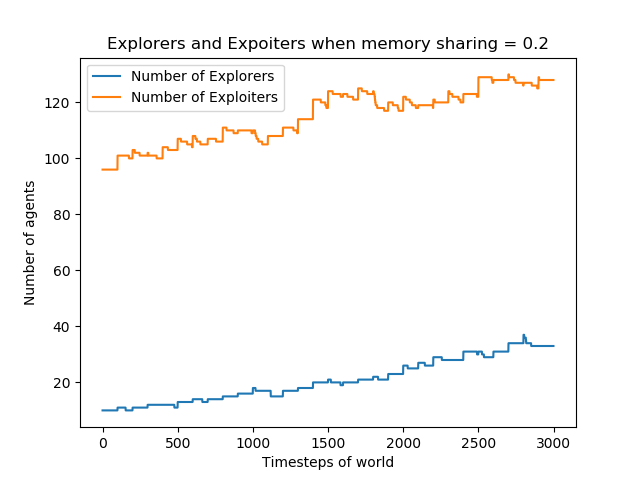 Explorers and Expoiters when memory sharing = 0.2
Number of Explorers
Number of Exploiters
Number of agents
120
100
80
60
40
20
0 500 1000 1500 2000 2500 3000
Timesteps of world